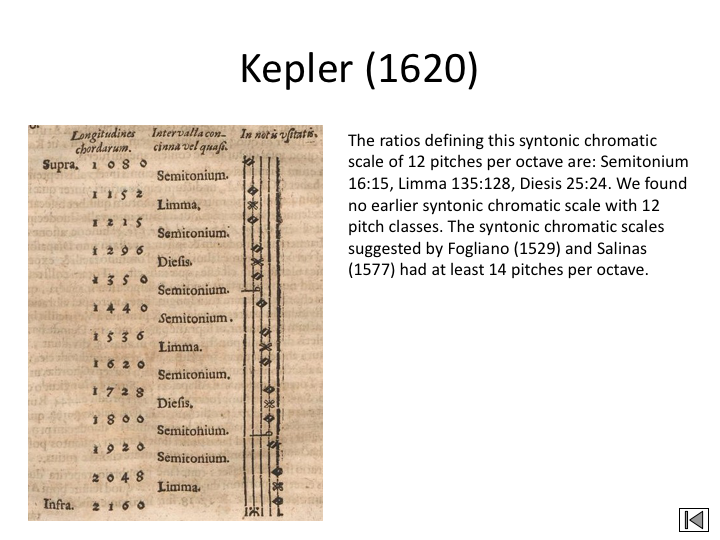 Kepler (1620)
Longitudines chordarum.
Intervalla con-
cinna vel quasi.
In notis usitatis.
Supra. 1 0 8 0
Semitonium.
1 1 5 2
Limma,
1 2 1 5
Semitonium.
1 2 9 6
Diesis.
1 3 5 0
Semitonium.
1 4 4 0
Semitonium.
1 5 3 6
Limma.
1 6 2 0
Semitonium.
1 7 2 8
Diesis.
1 8 0 0
Semitonium.
1 9 2 0
Semitonium.
2 0 4 8
Limma.
Infra. 2 1 6 0
The ratios defining this syntonic chromatic
scale of 12 pitches per octave are: Semitonium
16:15, Limma 135:128, Diesis 25:24. We found
no earlier syntonic chromatic scale with 12
pitch classes. The syntonic chromatic scales
suggested by Fogliano (1529) and Salinas
(1577) had at least 14 pitches per octave.